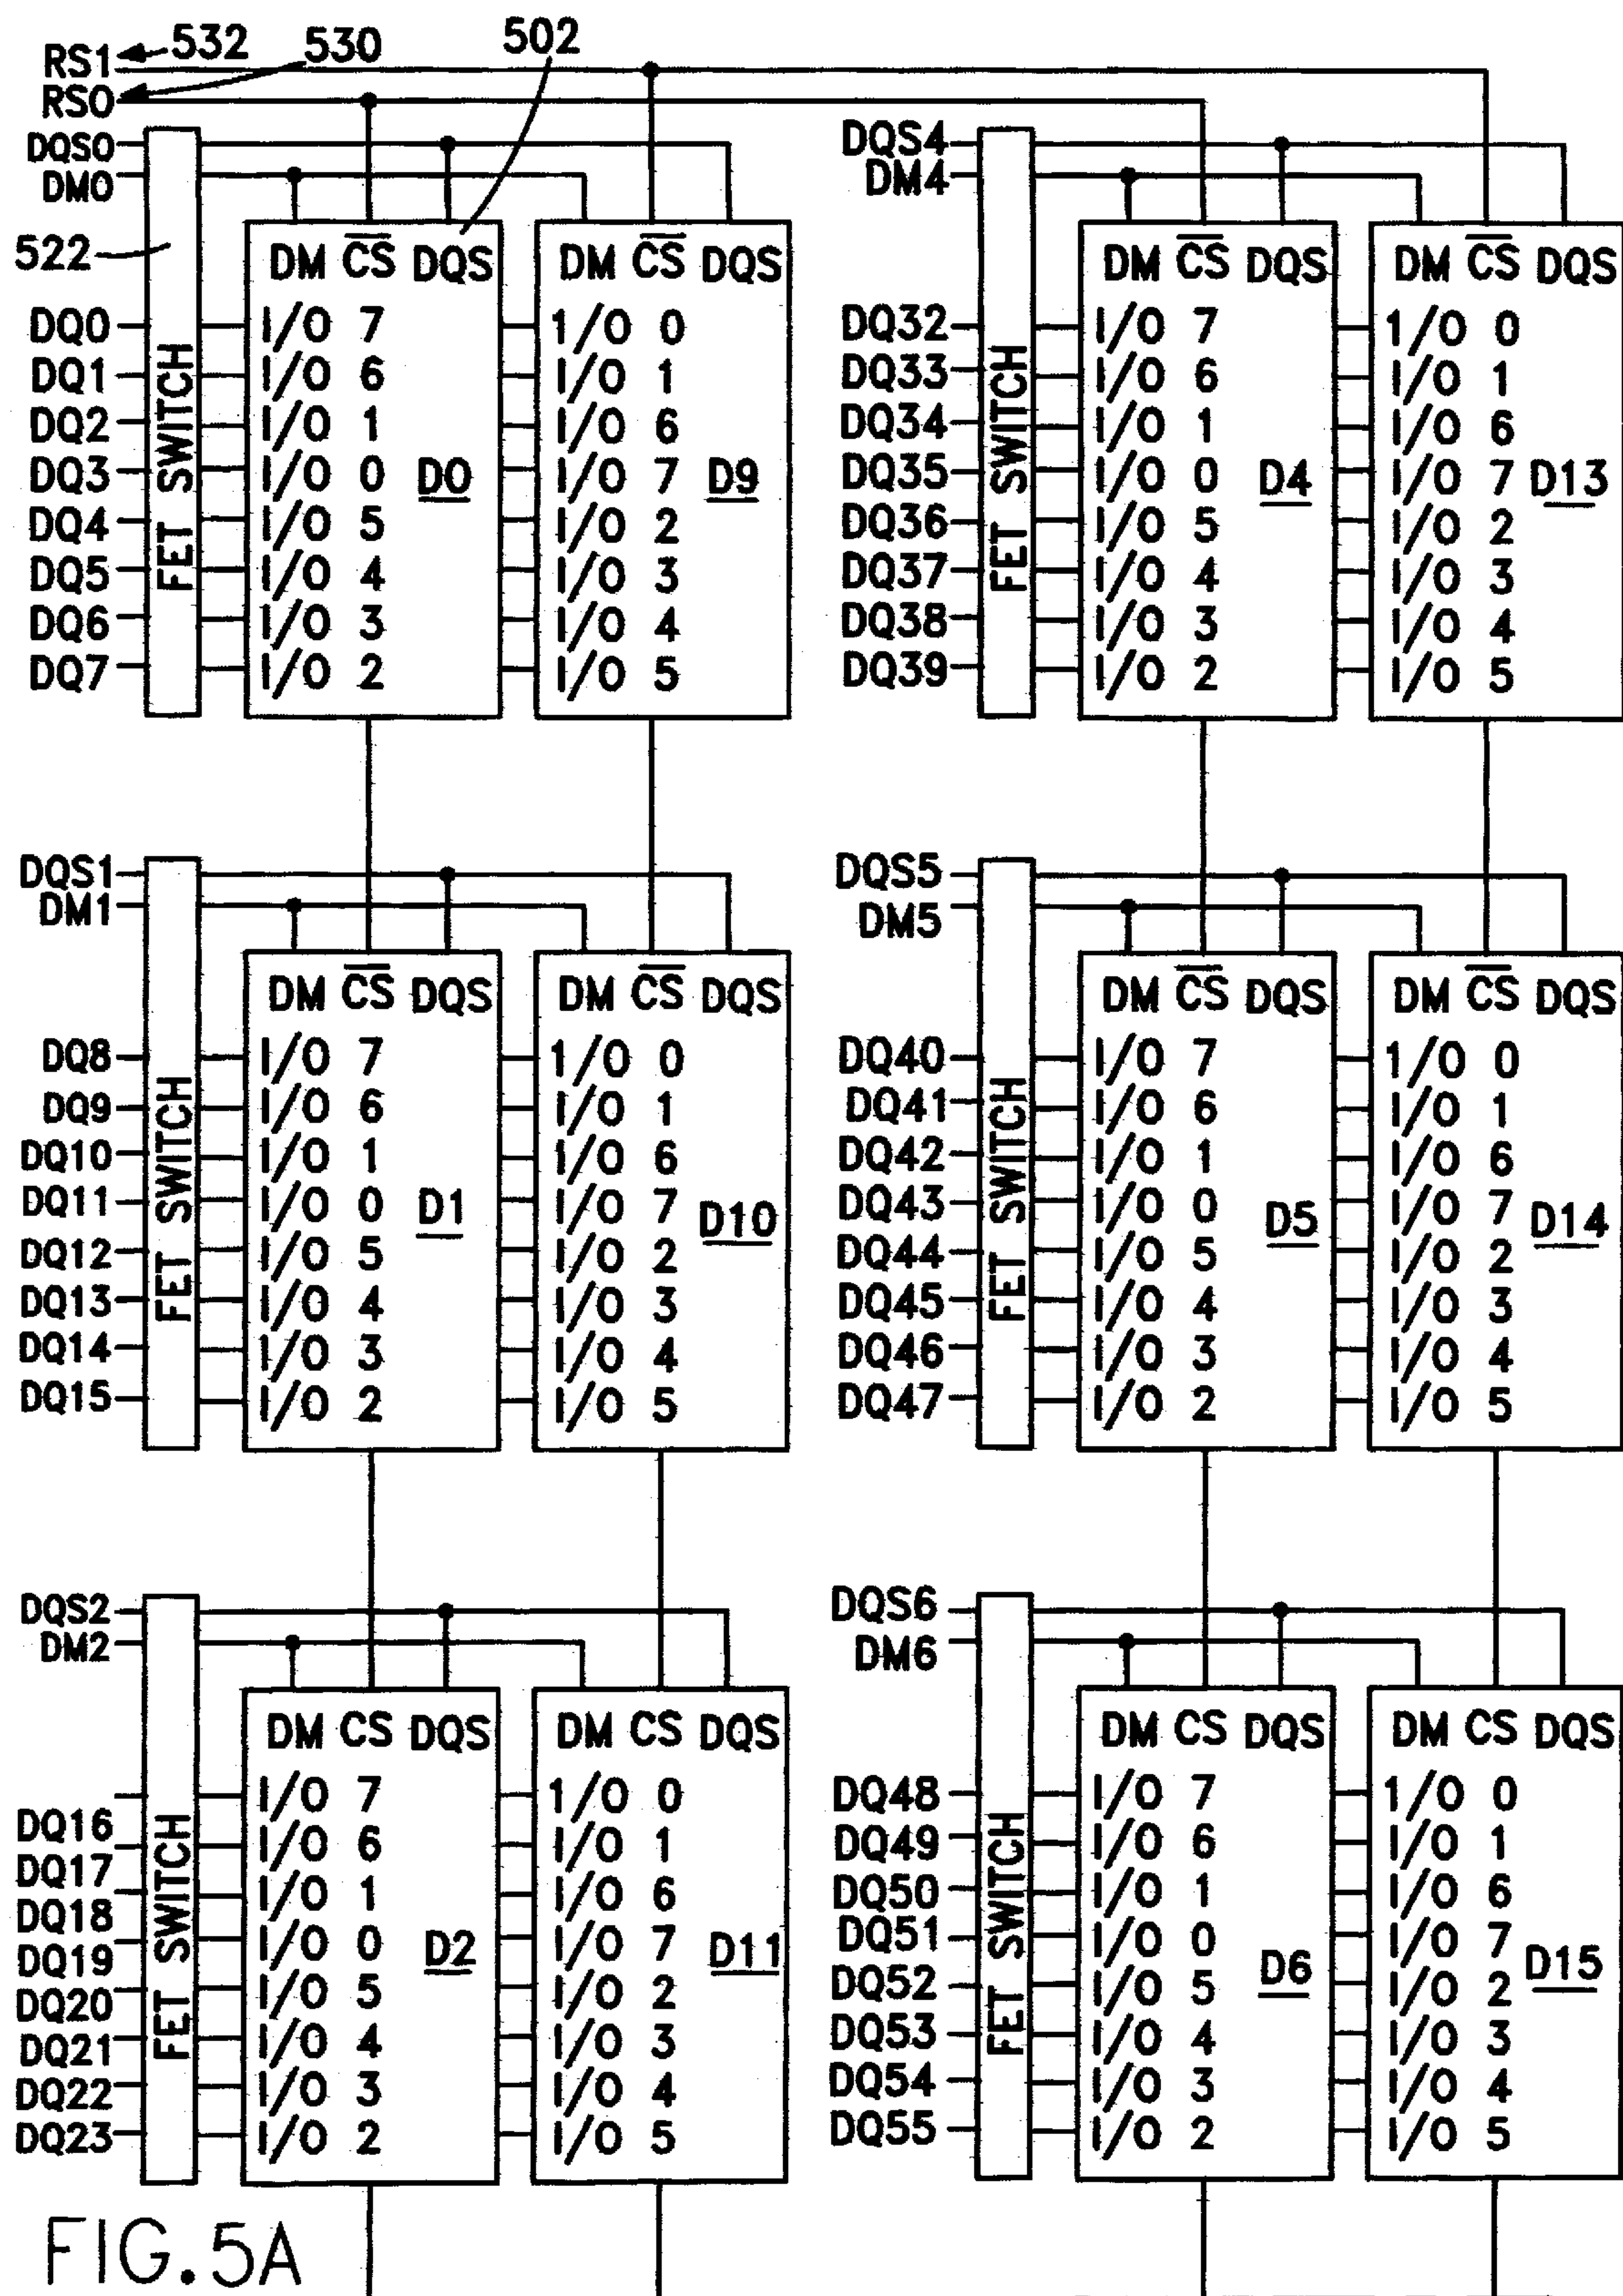 RS1 532 530 502
RS0
DQS0
DM0
522
FET SWITCH
DM CS DQS
DM CS DQS
DQ0 I/O 7 1/O 0
DQ1 I/O 6 I/O 1
DQ2 I/O 1 I/O 6
DQ3 I/O 0 D0 I/O 7 D9
DQ4 I/O 5 I/O 2
DQ5 I/O 4 I/O 3
DQ6 I/O 3 I/O 4
DQ7 I/O 2 I/O 5
DQS4
DM4
FET SWITCH
DM CS DQS
DM CS DQS
DQ32 I/O 7 1/O 0
DQ33 I/O 6 I/O 1
DQ34 I/O 1 I/O 6
DQ35 I/O 0 D4 I/O 7 D13
DQ36 I/O 5 I/O 2
DQ37 I/O 4 I/O 3
DQ38 I/O 3 I/O 4
DQ39 I/O 2 I/O 5
DQS1
DM1
FET SWITCH
DM CS DQS
DM CS DQS
DQ8 I/O 7 1/O 0
DQ9 I/O 6 I/O 1
DQ10 I/O 1 I/O 6
DQ11 I/O 0 D1 I/O 7 D10
DQ12 I/O 5 I/O 2
DQ13 I/O 4 I/O 3
DQ14 I/O 3 I/O 4
DQ15 I/O 2 I/O 5
DQS5
DM5
FET SWITCH
DM CS DQS
DM CS DQS
DQ40 I/O 7 1/O 0
DQ41 I/O 6 I/O 1
DQ42 I/O 1 I/O 6
DQ43 I/O 0 D5 I/O 7 D14
DQ44 I/O 5 I/O 2
DQ45 I/O 4 I/O 3
DQ46 I/O 3 I/O 4
DQ47 I/O 2 I/O 5
DQS2
DM2
FET SWITCH
DM CS DQS
DM CS DQS
DQ16 I/O 7 1/O 0
DQ17 I/O 6 I/O 1
DQ18 I/O 1 I/O 6
DQ19 I/O 0 D2 I/O 7 D11
DQ20 I/O 5 I/O 2
DQ21 I/O 4 I/O 3
DQ22 I/O 3 I/O 4
DQ23 I/O 2 I/O 5
DQS6
DM6
FET SWITCH
DM CS DQS
DM CS DQS
DQ48 I/O 7 1/O 0
DQ49 I/O 6 I/O 1
DQ50 I/O 1 I/O 6
DQ51 I/O 0 D6 I/O 7 D15
DQ52 I/O 5 I/O 2
DQ53 I/O 4 I/O 3
DQ54 I/O 3 I/O 4
DQ55 I/O 2 I/O 5
FIG.5A